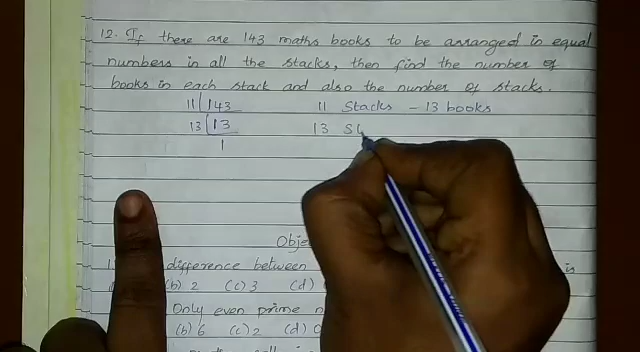 12. If there are 143 maths books to be arranged in equal
numbers in all the stacks, then find the number of
books in each stack and also the number of stacks.
11 | 143 11 Stacks - 13 books
13 | 13 13 St
1
Obje
difference between is
(b) 2 (c) 3 (d)
Only even prime n
(b) 6 (c) 2 (d) 0